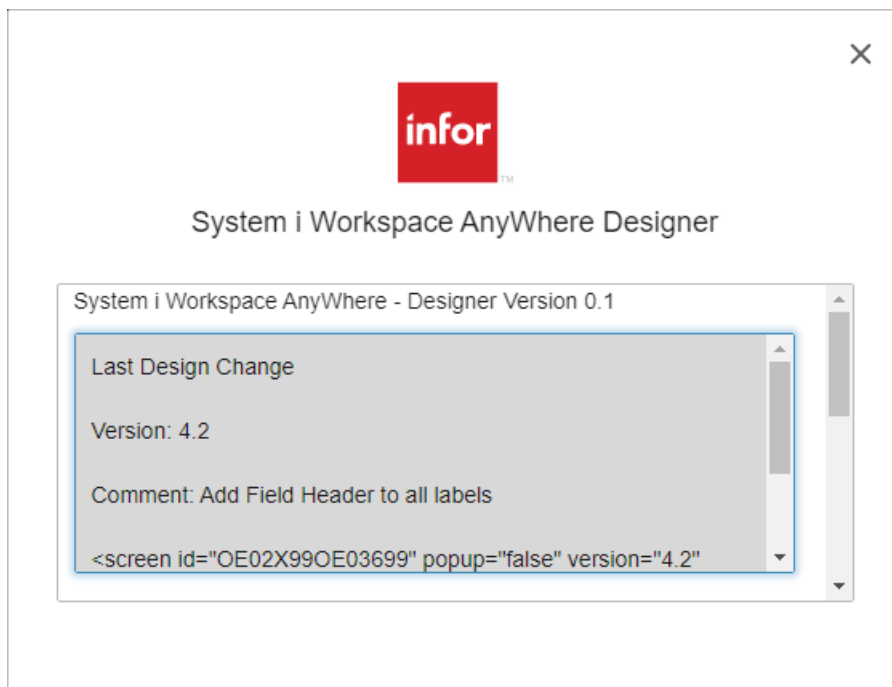 infor
TM
System i Workspace AnyWhere Designer
System i Workspace AnyWhere - Designer Version 0.1
Last Design Change
Version: 4.2
Comment: Add Field Header to all labels
<screen id="OE02X99OE03699" popup="false" version="4.2"